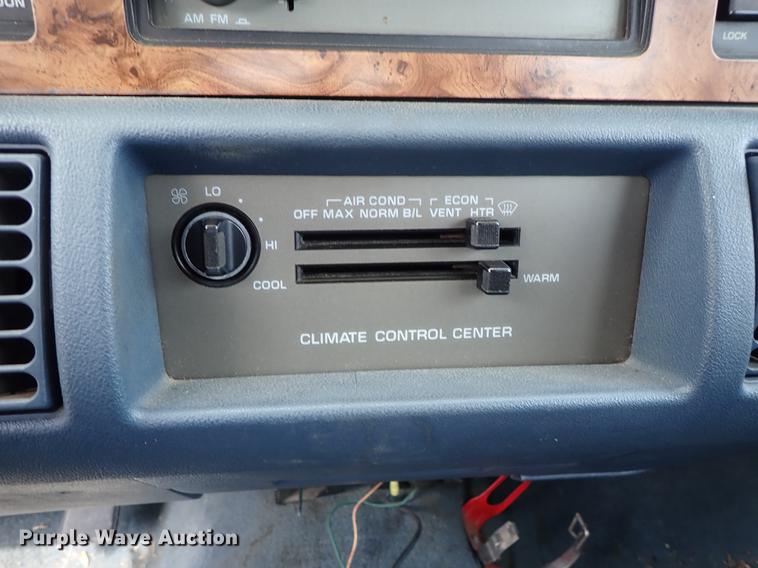 AM FM
LOCK
LO
AIR COND ECON
OFF MAX NORM B/L VENT HTR
HI
COOL WARM
CLIMATE CONTROL CENTER
Purple Wave Auction